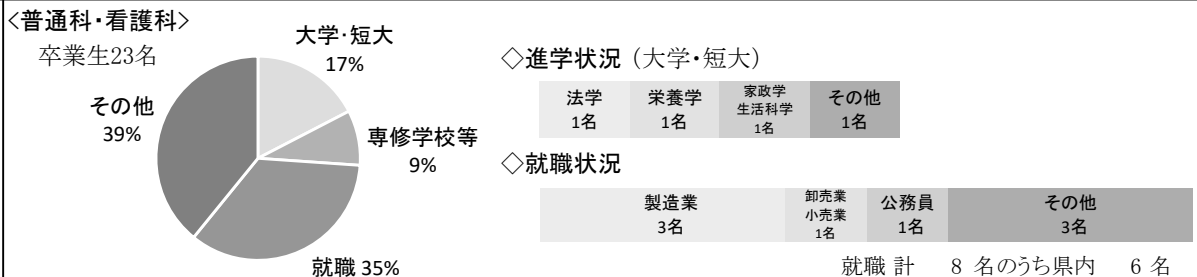 <普通科・看護科>
卒業生23名
大学・短大
17%
専修学校等
9%
就職 35%
その他
39%
◇進学状況（大学・短大）
法学
1名
栄養学
1名
家政学
生活科学
1名
その他
1名
◇就職状況
製造業
3名
卸売業
小売業
1名
公務員
1名
その他
3名
就職 計 8 名のうち県内 6 名